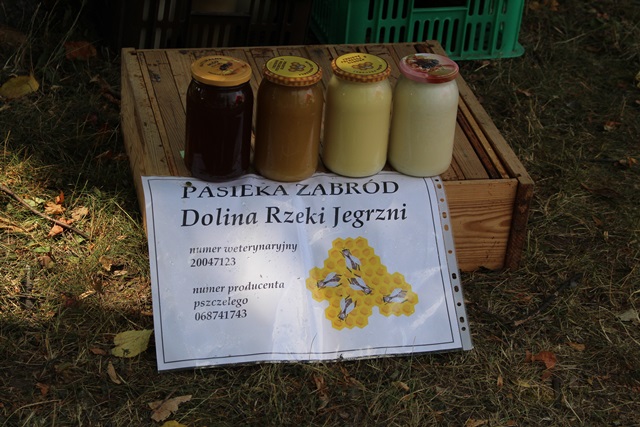 PASIEKA ZABRÓD
Dolina Rzeki Jegrzni
numer weterynaryjny
20047123
numer producenta
pszczelego
068741743